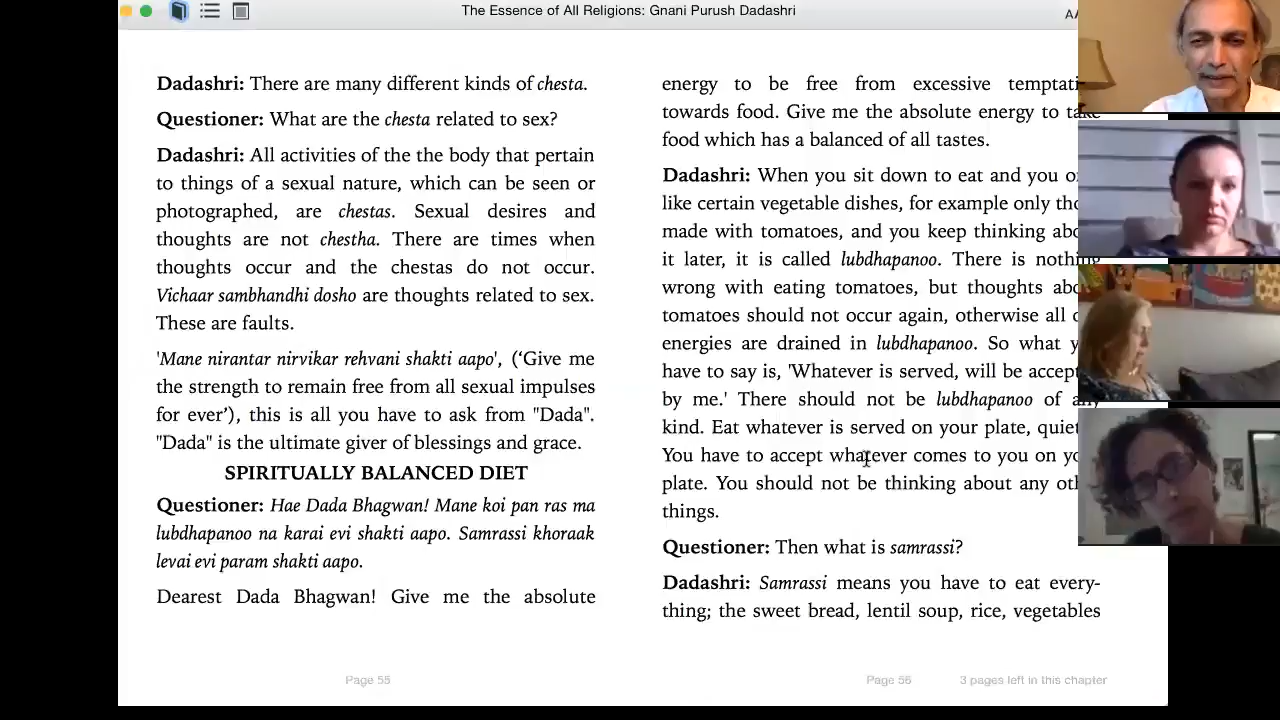 The Essence of All Religions: Gnani Purush Dadashri
Dadashri: There are many different kinds of chesta.
Questioner: What are the chesta related to sex?
Dadashri: All activities of the the body that pertain
to things of a sexual nature, which can be seen or
photographed, are chestas. Sexual desires and
thoughts are not chestha. There are times when
thoughts occur and the chestas do not occur.
Vichaar sambhandhi dosho are thoughts related to sex.
These are faults.
'Mane nirantar nirvikar rehvani shakti aapo', (‘Give me
the strength to remain free from all sexual impulses
for ever’), this is all you have to ask from "Dada".
"Dada" is the ultimate giver of blessings and grace.
SPIRITUALLY BALANCED DIET
Questioner: Hae Dada Bhagwan! Mane koi pan ras ma
lubdhapanoo na karai evi shakti aapo. Samrassi khoraak
levai evi param shakti aapo.
Dearest Dada Bhagwan! Give me the absolute
Page 55
energy to be free from excessive
towards food. Give me the absolute energy to take
food which has a balanced of all tastes.
Dadashri: When you sit down to eat and you
like certain vegetable dishes, for example only
made with tomatoes, and you keep thinking
it later, it is called lubdhapanoo. There is nothing
wrong with eating tomatoes, but thoughts
tomatoes should not occur again, otherwise all
energies are drained in lubdhapanoo. So what
have to say is, 'Whatever is served, will be
by me.' There should not be lubdhapanoo of any
kind. Eat whatever is served on your plate,
You have to accept whatever comes to you on
plate. You should not be thinking about any
things.
Questioner: Then what is samrassi?
Dadashri: Samrassi means you have to eat every-
thing; the sweet bread, lentil soup, rice, vegetables
Page 56
3 pages left in this chapter